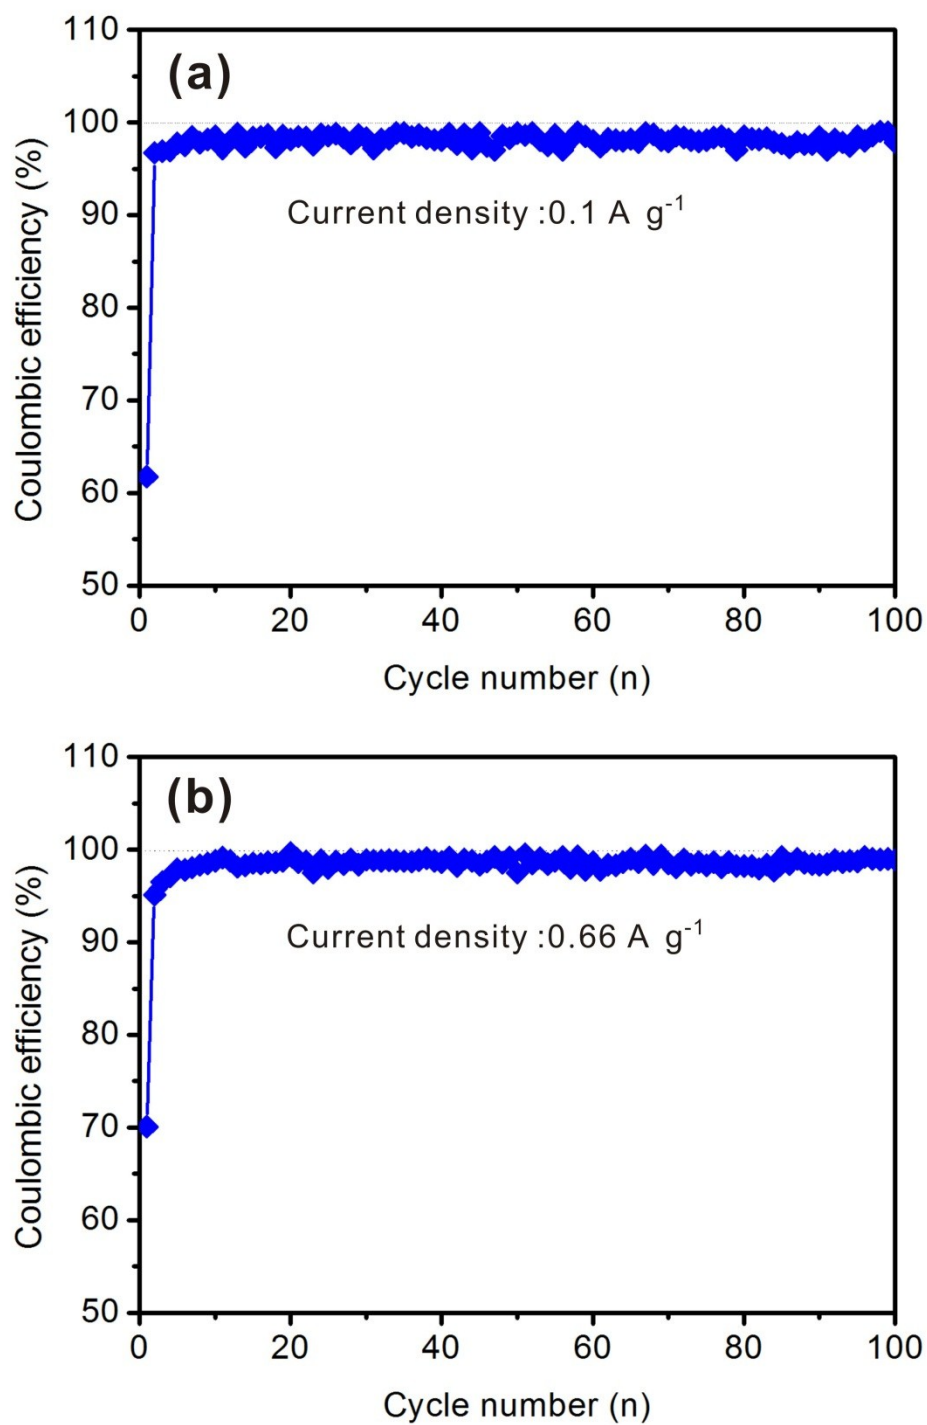 (a)
110
100
90
80
70
60
50
Coulombic efficiency (%)
Current density :0.1 A g⁻¹
0 20 40 60 80 100
Cycle number (n)
(b)
110
100
90
80
70
60
50
Coulombic efficiency (%)
Current density :0.66 A g⁻¹
0 20 40 60 80 100
Cycle number (n)